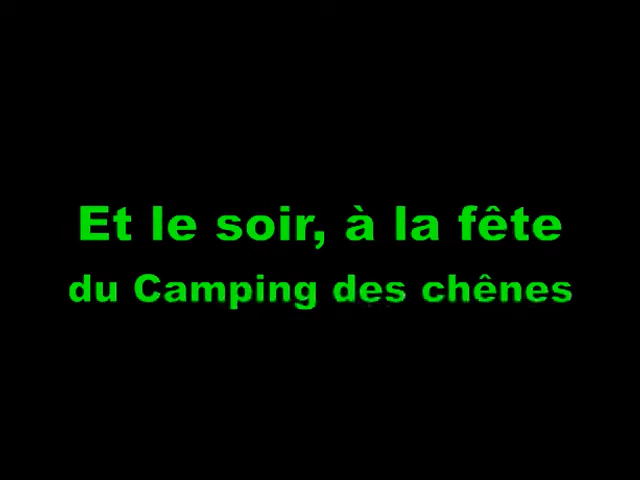 Et le soir, à la fête
du Camping des chênes